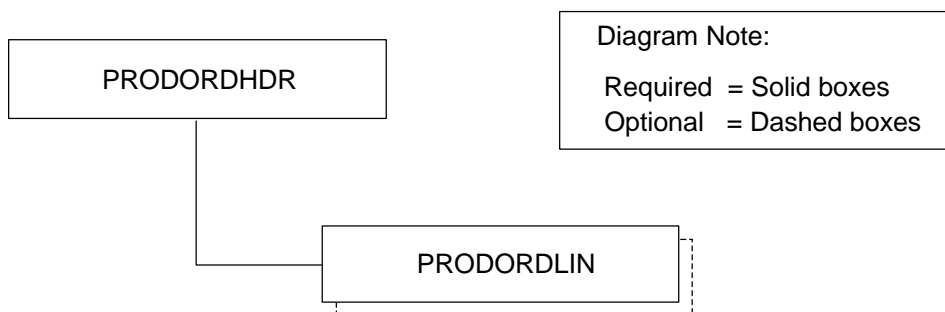 PRODORDHDR
Diagram Note:
Required = Solid boxes
Optional = Dashed boxes
PRODORDLIN